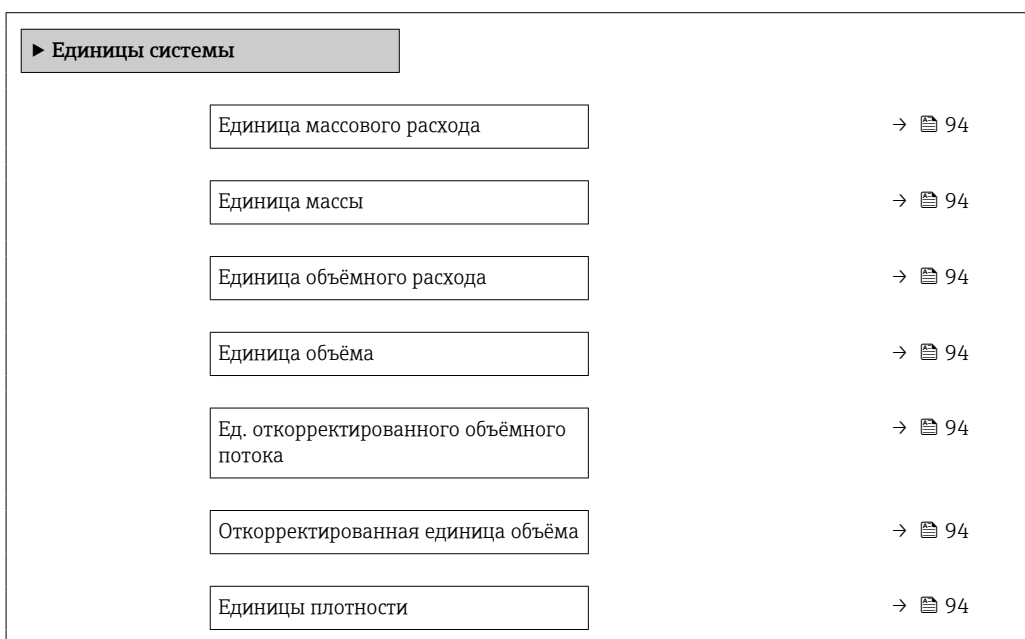 ▶ Единицы системы
Единица массового расхода → 94
Единица массы → 94
Единица объёмного расхода → 94
Единица объёма → 94
Ед. откорректированного объёмного → 94
потока
Откорректированная единица объёма → 94
Единицы плотности → 94